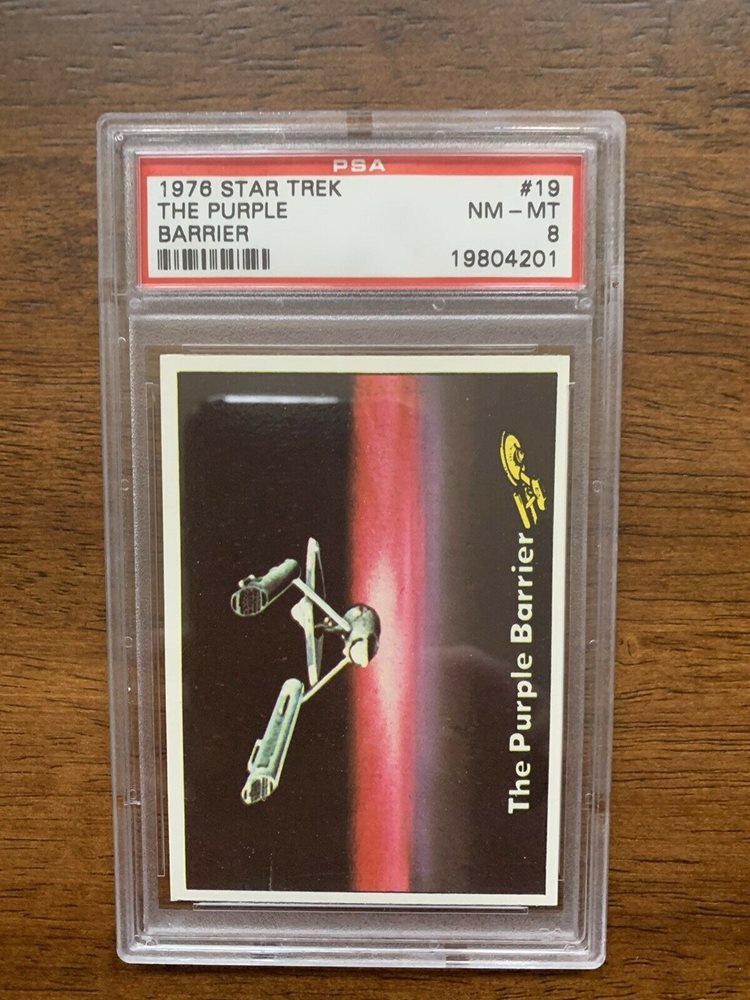 PSA
1976 STAR TREK #19
THE PURPLE NM - MT
BARRIER 8
19804201
The Purple Barrier